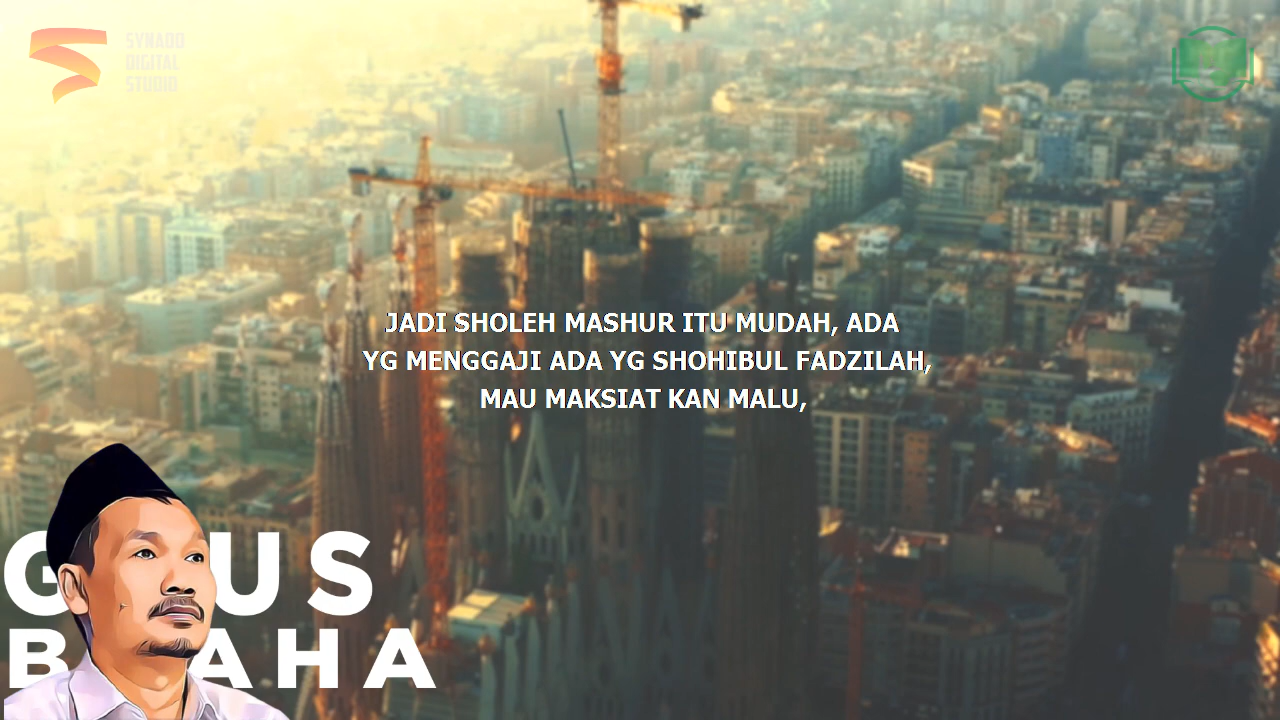 SYNADO
DIGITAL
STUDIO
JADI SHOLEH MASHUR ITU MUDAH, ADA
YG MENGGAJI ADA YG SHOHIBUL FADZILAH,
MAU MAKSIAT KAN MALU,
GUS
BAHA